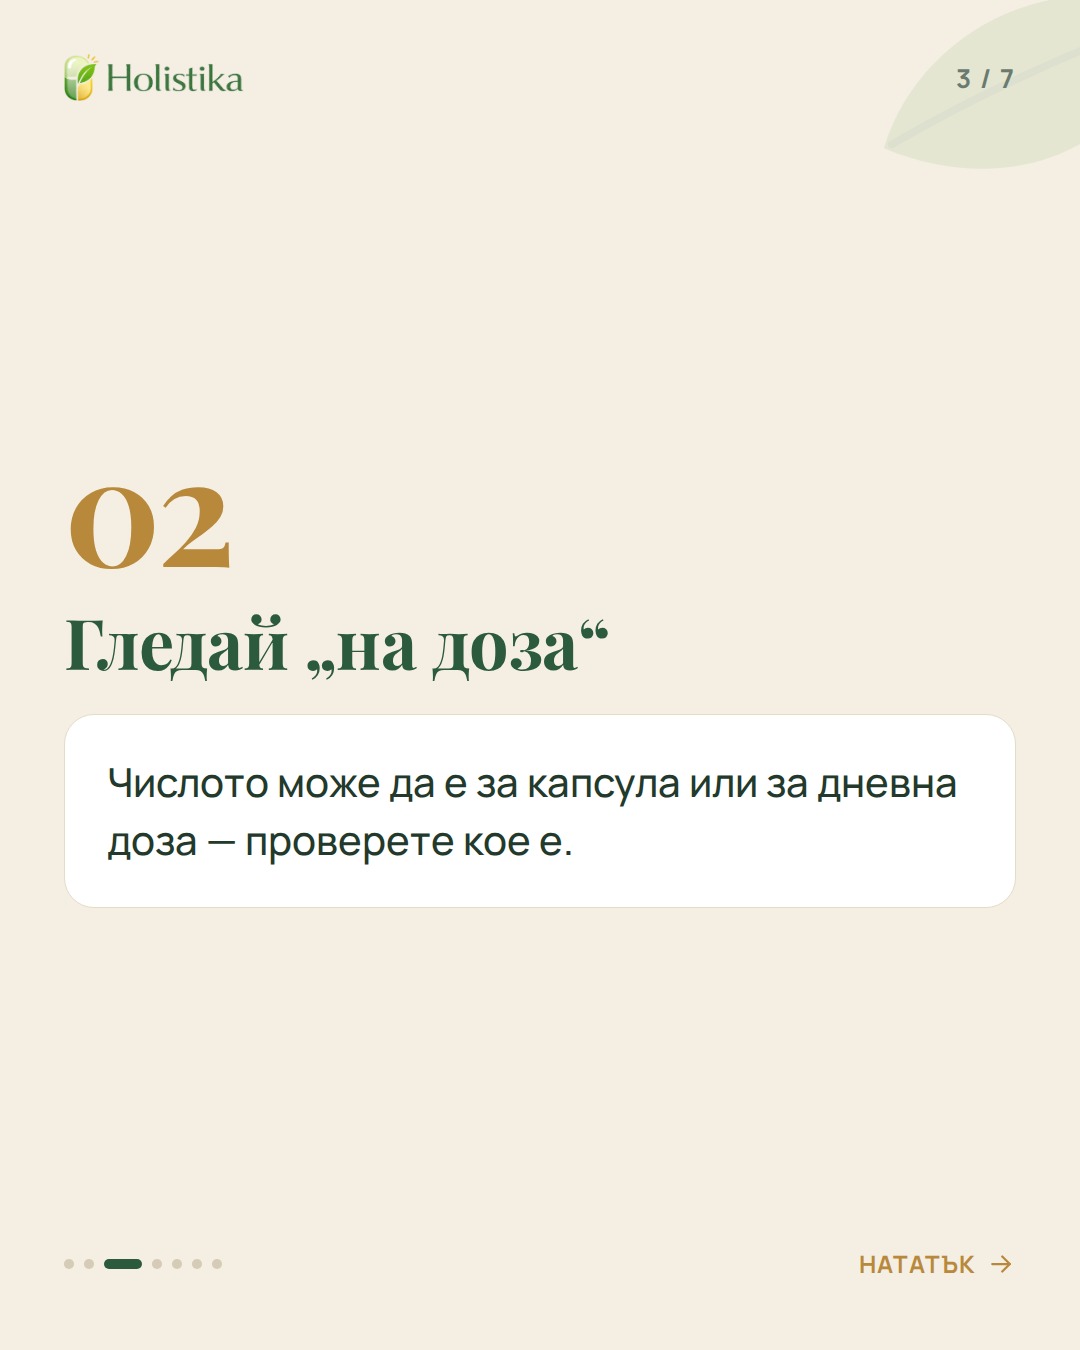 Holistika
3 / 7
02
Гледай „на доза“
Числото може да е за капсула или за дневна
доза — проверете кое е.
НАТАТЪК →